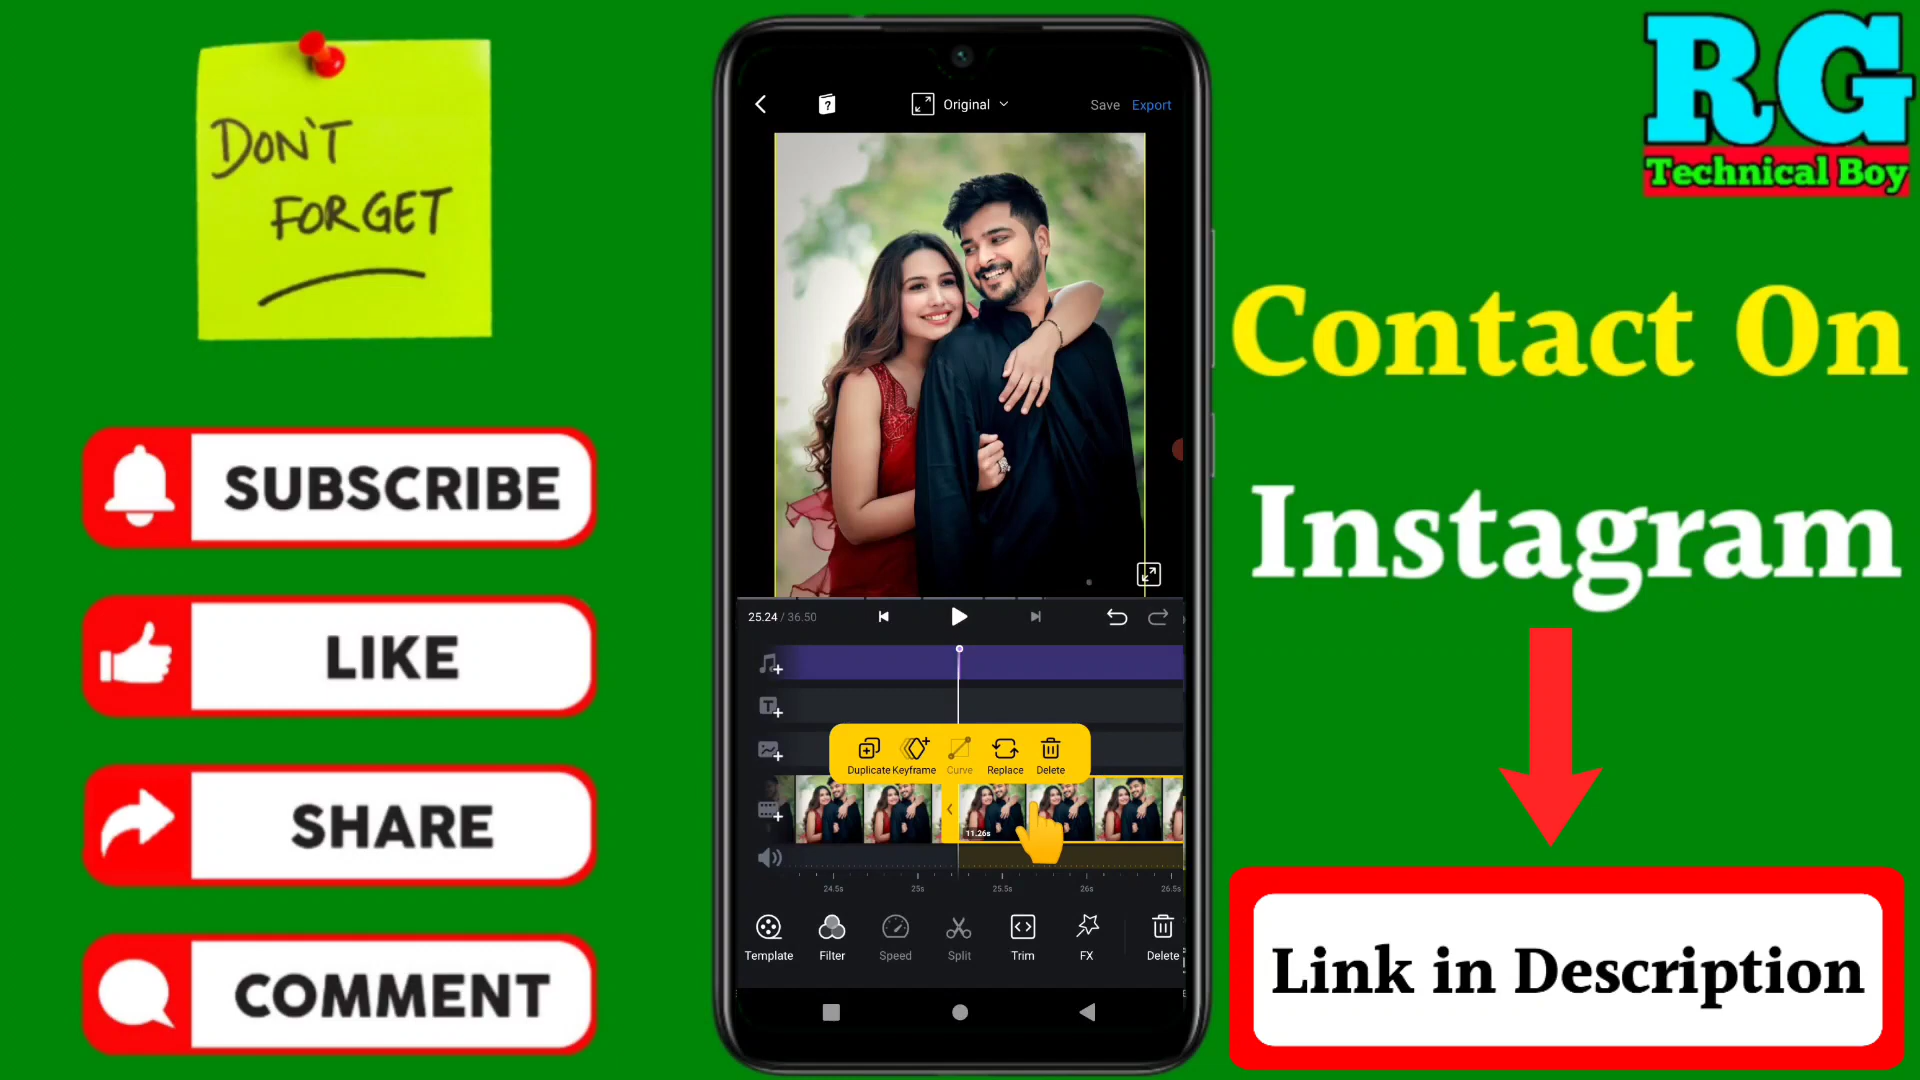 DON'T
FORGET
SUBSCRIBE
LIKE
SHARE
COMMENT
?
Original
Save Export
25.24 / 36.50
T
Duplicate Keyframe Curve Replace Delete
11.26s
24.5s 25s 25.5s 26s 26.5s
Template Filter Speed Split Trim FX Delete
RG
Technical Boy
Contact On
Instagram
Link in Description